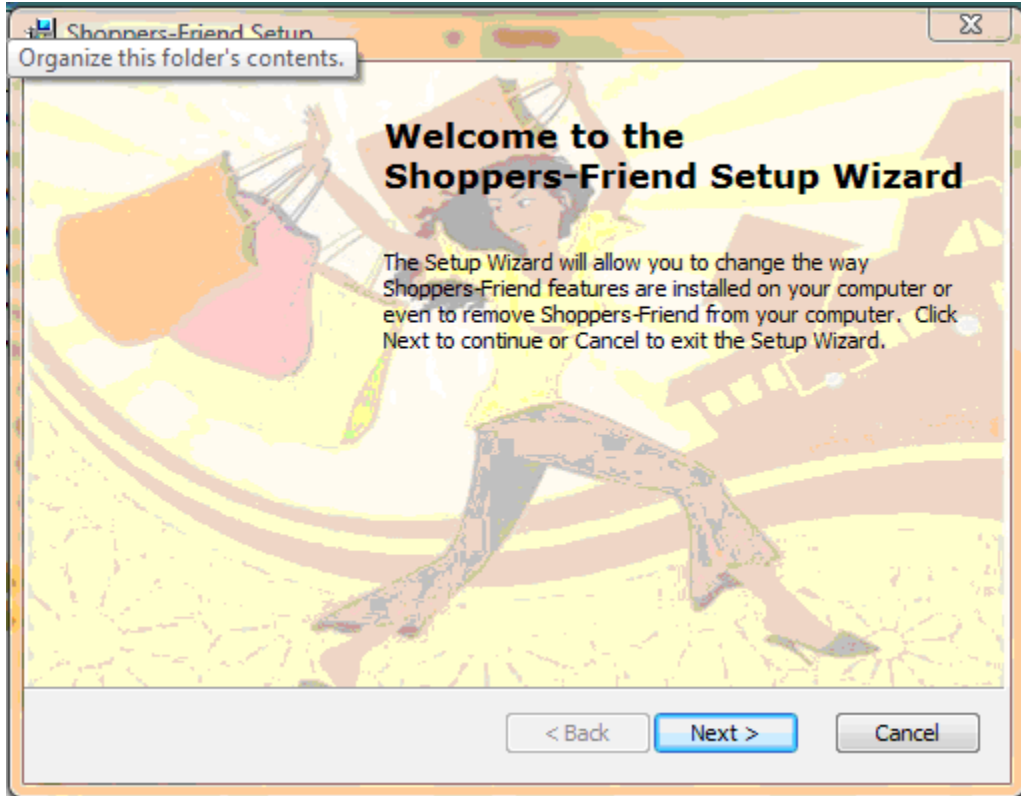 Shoppers-Friend Setup
Organize this folder's contents.
Welcome to the
Shoppers-Friend Setup Wizard
The Setup Wizard will allow you to change the way
Shoppers-Friend features are installed on your computer or
even to remove Shoppers-Friend from your computer.  Click
Next to continue or Cancel to exit the Setup Wizard.
< Back
Next >
Cancel